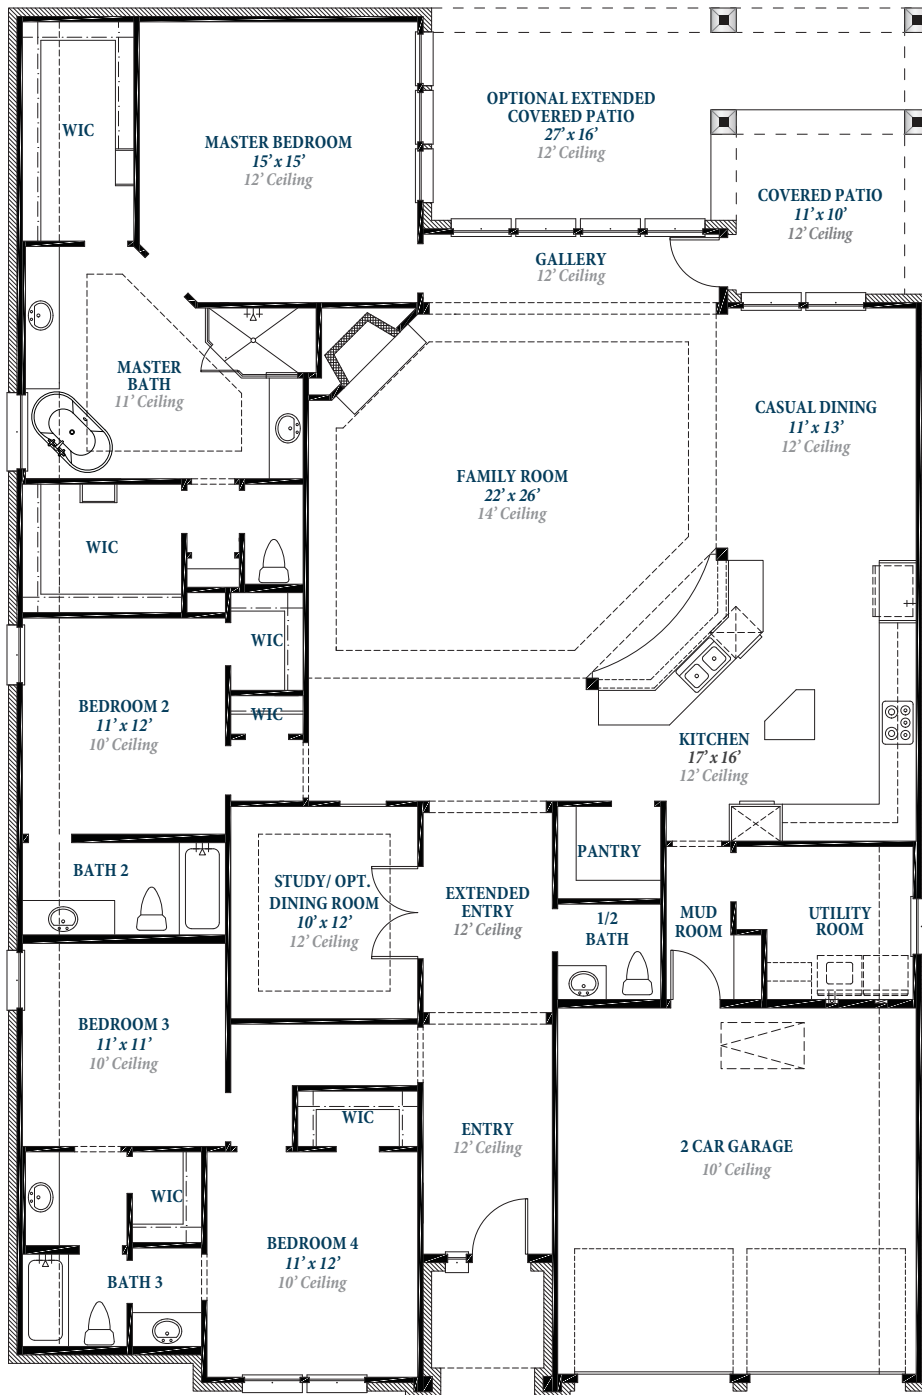 WIC
MASTER BEDROOM
15' x 15'
12' Ceiling
OPTIONAL EXTENDED
COVERED PATIO
27' x 16'
12' Ceiling
COVERED PATIO
11' x 10'
12' Ceiling
GALLERY
12' Ceiling
MASTER
BATH
11' Ceiling
CASUAL DINING
11' x 13'
12' Ceiling
FAMILY ROOM
22' x 26'
14' Ceiling
WIC
WIC
BEDROOM 2
11' x 12'
10' Ceiling
WIC
KITCHEN
17' x 16'
12' Ceiling
BATH 2
STUDY/ OPT.
DINING ROOM
10' x 12'
12' Ceiling
EXTENDED
ENTRY
12' Ceiling
PANTRY
1/2
BATH
MUD
ROOM
UTILITY
ROOM
BEDROOM 3
11' x 11'
10' Ceiling
WIC
ENTRY
12' Ceiling
2 CAR GARAGE
10' Ceiling
WIC
BATH 3
BEDROOM 4
11' x 12'
10' Ceiling